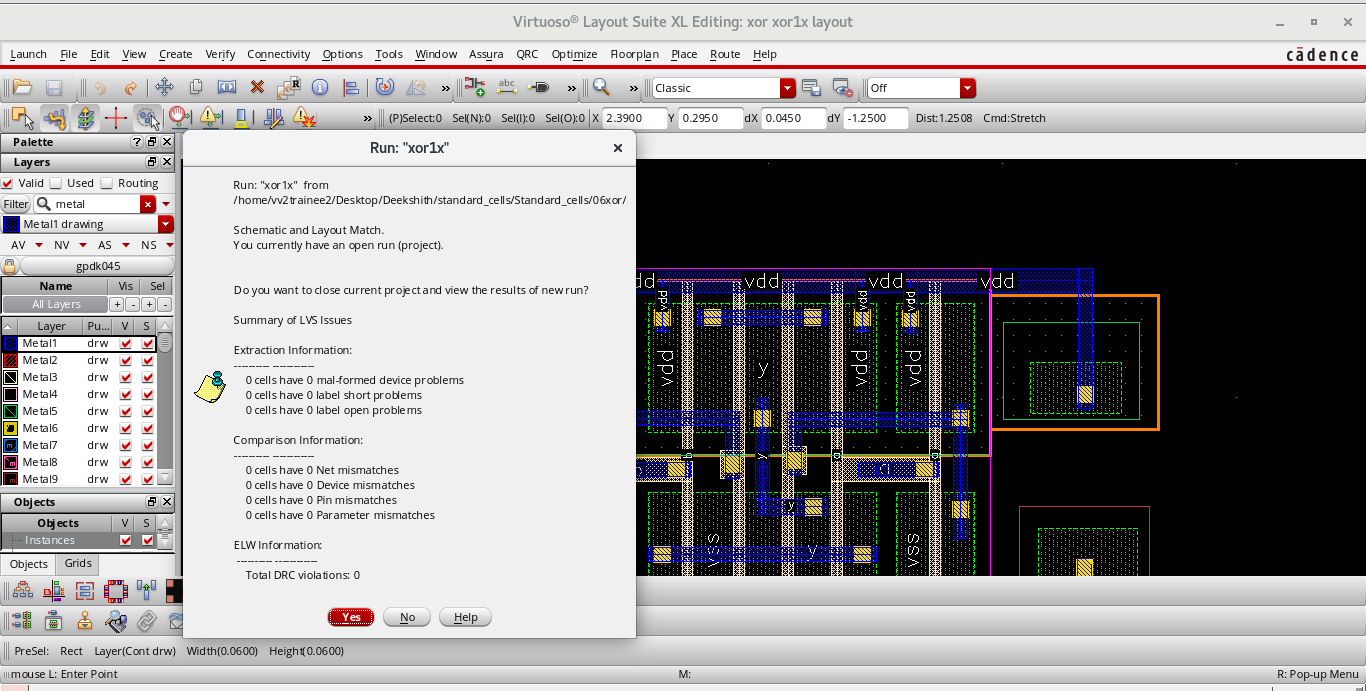 Virtuoso® Layout Suite XL Editing: xor xor1x layout
Launch File Edit View Create Verify Connectivity Options Tools Window Assura QRC Optimize Floorplan Place Route Help
cādence
» » » Classic Off
» (P)Select:0 Sel(N):0 Sel(I):0 Sel(O):0 X 2.3900 Y 0.2950 dX 0.0450 dY -1.2500 Dist:1.2508 Cmd:Stretch
Palette
Layers
Valid Used Routing
Filter metal
Metal1 drawing
AV NV AS NS
gpdk045
Name Vis Sel
All Layers + - + -
Layer Pu... V S
Metal1 drw
Metal2 drw
Metal3 drw
Metal4 drw
Metal5 drw
Metal6 drw
Metal7 drw
Metal8 drw
Metal9 drw
Objects
Objects V S
Instances
Objects Grids
Run: "xor1x"
Run: "xor1x" from
/home/vv2trainee2/Desktop/Deekshith/standard_cells/Standard_cells/06xor/
Schematic and Layout Match.
You currently have an open run (project).
Do you want to close current project and view the results of new run?
Summary of LVS Issues
Extraction Information:
---------- ------------
0 cells have 0 mal-formed device problems
0 cells have 0 label short problems
0 cells have 0 label open problems
Comparison Information:
---------- ------------
0 cells have 0 Net mismatches
0 cells have 0 Device mismatches
0 cells have 0 Pin mismatches
0 cells have 0 Parameter mismatches
ELW Information:
---------- ------------
Total DRC violations: 0
Yes No Help
vdd vdd vdd
vdd vdd vdd
vdd y vdd vdd
b y a a
y
vss y vss
PreSel: Rect Layer(Cont drw) Width(0.0600) Height(0.0600)
mouse L: Enter Point M: R: Pop-up Menu